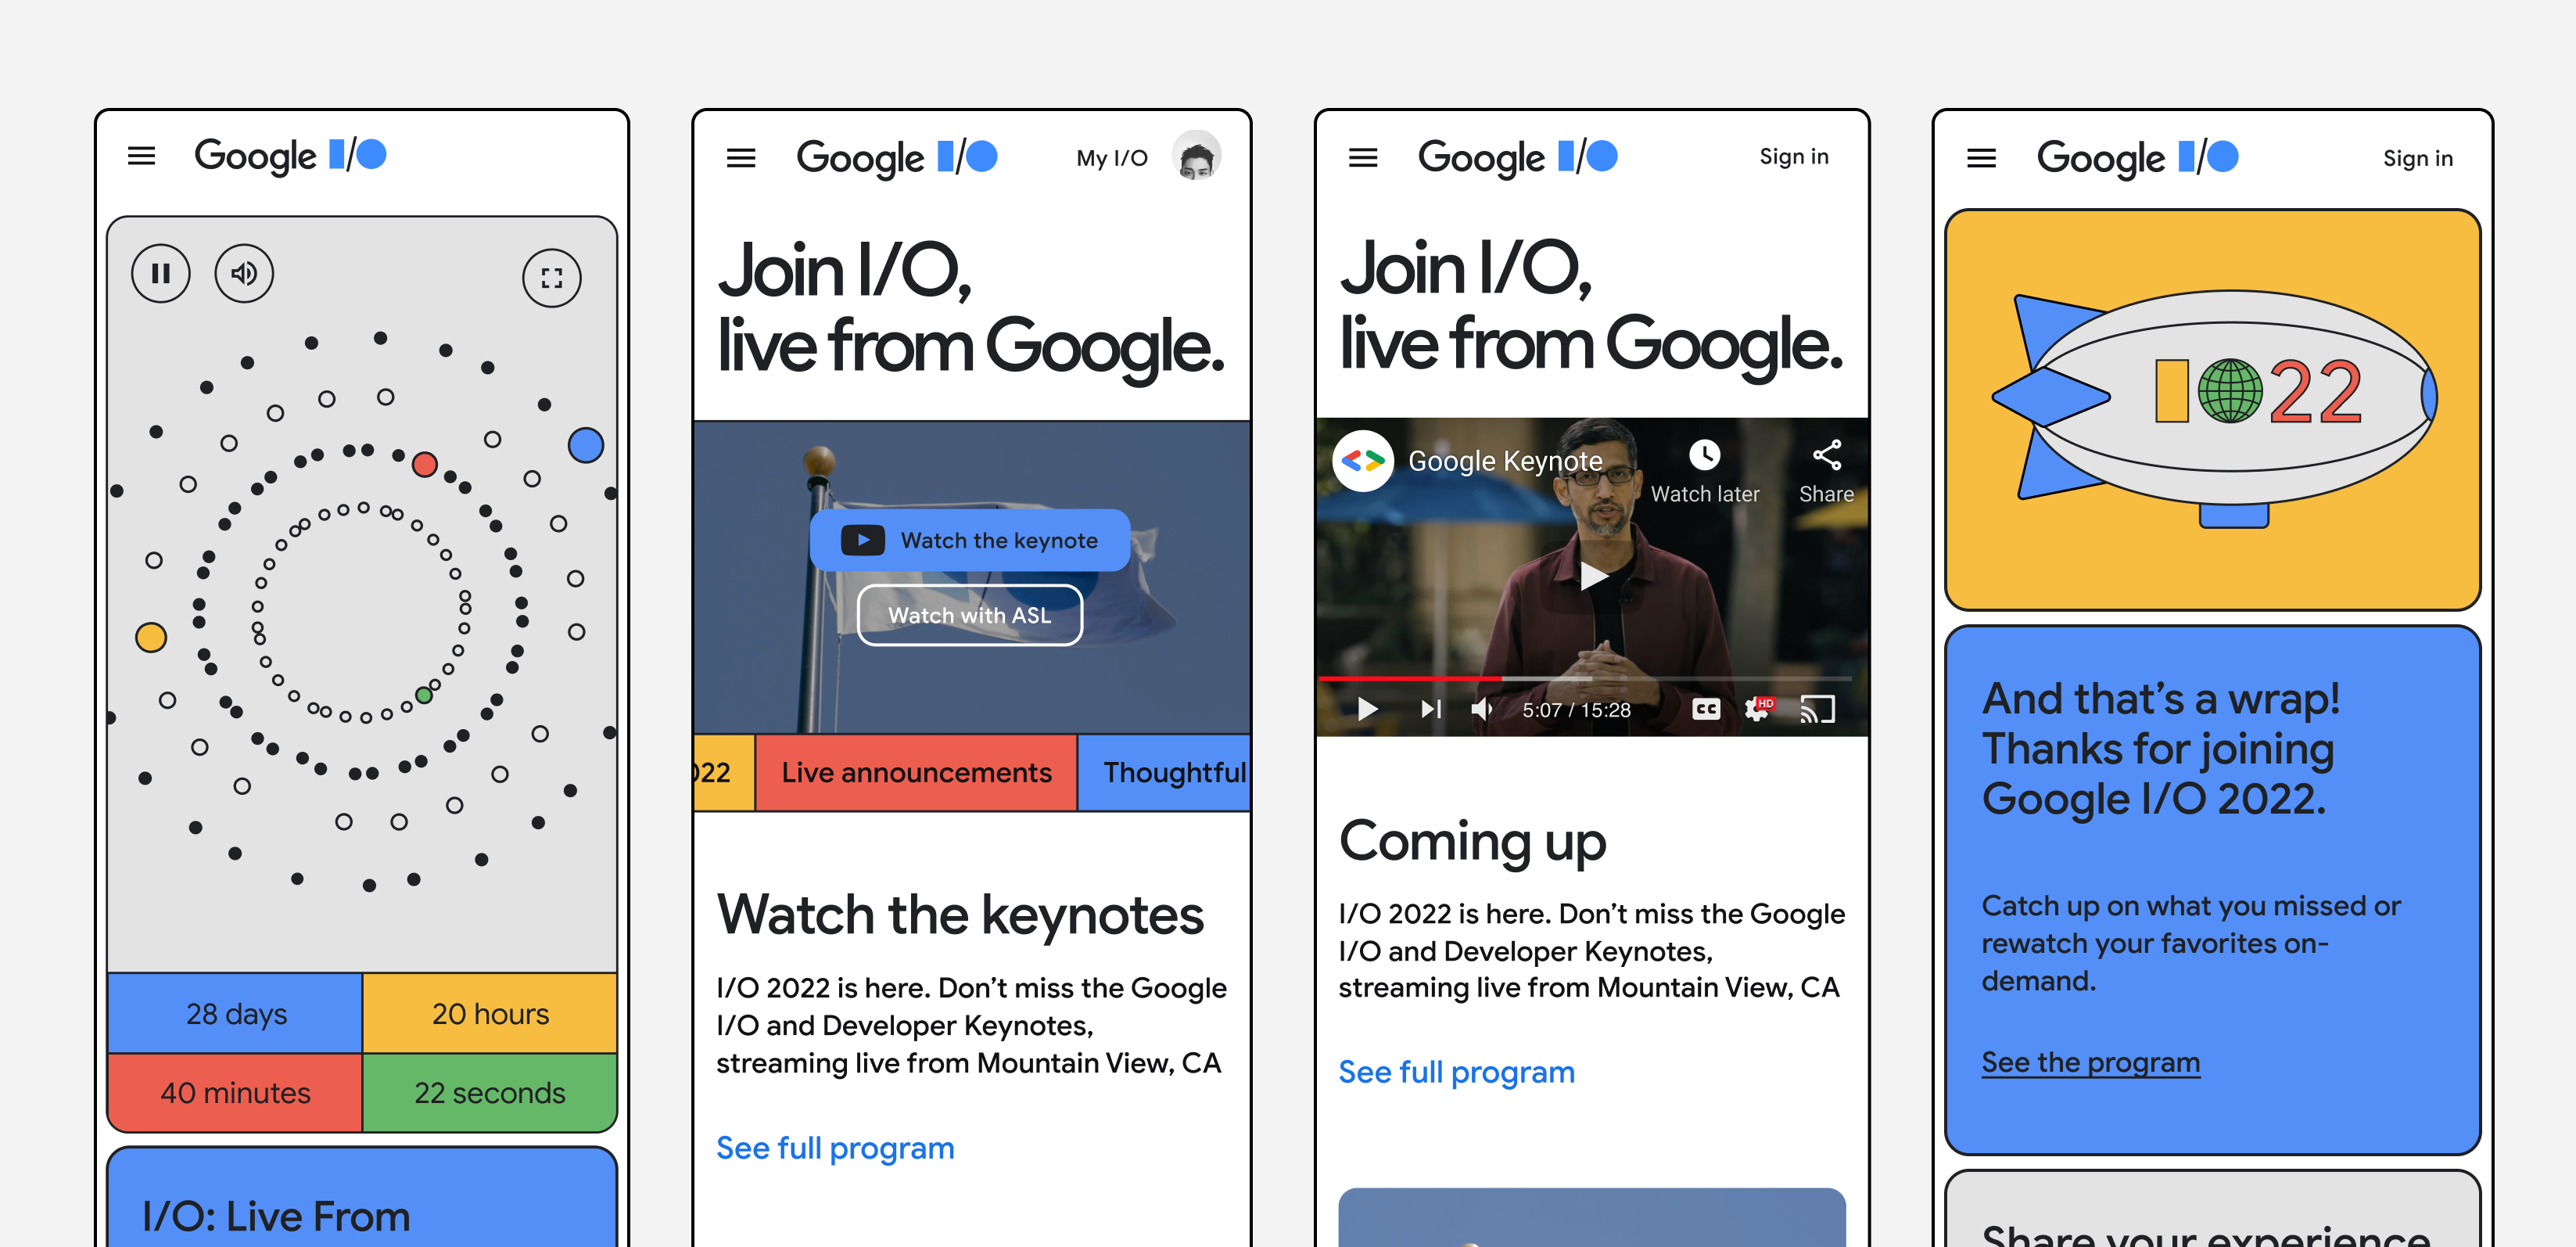 Google I/O
28 days
20 hours
40 minutes
22 seconds
I/O: Live From
Google I/O
My I/O
Join I/O,
live from Google.
Watch the keynote
Watch with ASL
022
Live announcements
Thoughtful
Watch the keynotes
I/O 2022 is here. Don’t miss the Google
I/O and Developer Keynotes,
streaming live from Mountain View, CA
See full program
Google I/O
Sign in
Join I/O,
live from Google.
Google Keynote
Watch later
Share
5:07 / 15:28
CC
HD
Coming up
I/O 2022 is here. Don’t miss the Google
I/O and Developer Keynotes,
streaming live from Mountain View, CA
See full program
Google I/O
Sign in
IO22
And that’s a wrap!
Thanks for joining
Google I/O 2022.
Catch up on what you missed or
rewatch your favorites on-
demand.
See the program
Share your experience